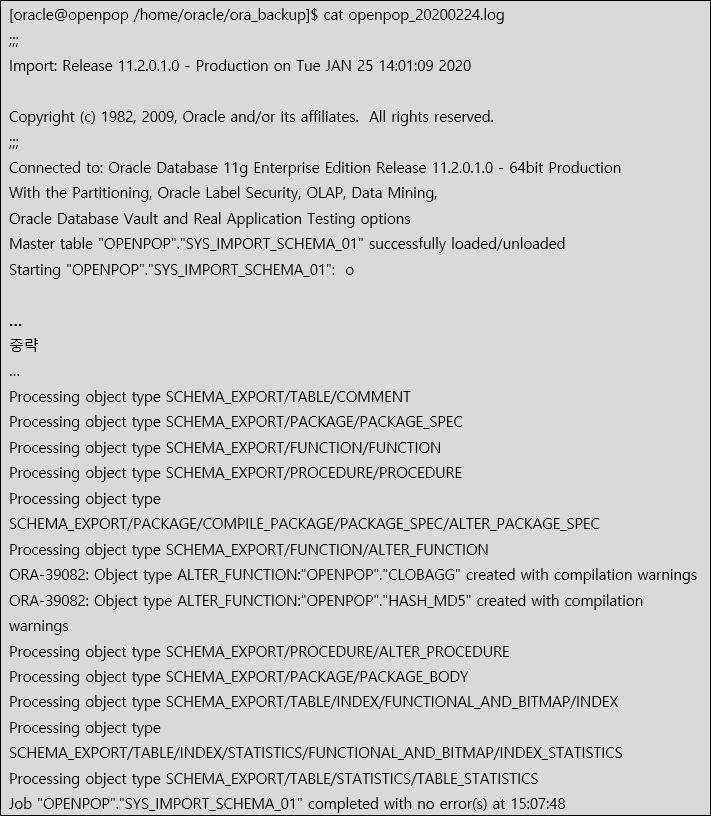 [oracle@openpop /home/oracle/ora_backup]$ cat openpop_20200224.log
;;;
Import: Release 11.2.0.1.0 - Production on Tue JAN 25 14:01:09 2020
Copyright (c) 1982, 2009, Oracle and/or its affiliates.  All rights reserved.
;;;
Connected to: Oracle Database 11g Enterprise Edition Release 11.2.0.1.0 - 64bit Production
With the Partitioning, Oracle Label Security, OLAP, Data Mining,
Oracle Database Vault and Real Application Testing options
Master table "OPENPOP"."SYS_IMPORT_SCHEMA_01" successfully loaded/unloaded
Starting "OPENPOP"."SYS_IMPORT_SCHEMA_01":  o
...
중략
...
Processing object type SCHEMA_EXPORT/TABLE/COMMENT
Processing object type SCHEMA_EXPORT/PACKAGE/PACKAGE_SPEC
Processing object type SCHEMA_EXPORT/FUNCTION/FUNCTION
Processing object type SCHEMA_EXPORT/PROCEDURE/PROCEDURE
Processing object type
SCHEMA_EXPORT/PACKAGE/COMPILE_PACKAGE/PACKAGE_SPEC/ALTER_PACKAGE_SPEC
Processing object type SCHEMA_EXPORT/FUNCTION/ALTER_FUNCTION
ORA-39082: Object type ALTER_FUNCTION:"OPENPOP"."CLOBAGG" created with compilation warnings
ORA-39082: Object type ALTER_FUNCTION:"OPENPOP"."HASH_MD5" created with compilation
warnings
Processing object type SCHEMA_EXPORT/PROCEDURE/ALTER_PROCEDURE
Processing object type SCHEMA_EXPORT/PACKAGE/PACKAGE_BODY
Processing object type SCHEMA_EXPORT/TABLE/INDEX/FUNCTIONAL_AND_BITMAP/INDEX
Processing object type
SCHEMA_EXPORT/TABLE/INDEX/STATISTICS/FUNCTIONAL_AND_BITMAP/INDEX_STATISTICS
Processing object type SCHEMA_EXPORT/TABLE/STATISTICS/TABLE_STATISTICS
Job "OPENPOP"."SYS_IMPORT_SCHEMA_01" completed with no error(s) at 15:07:48